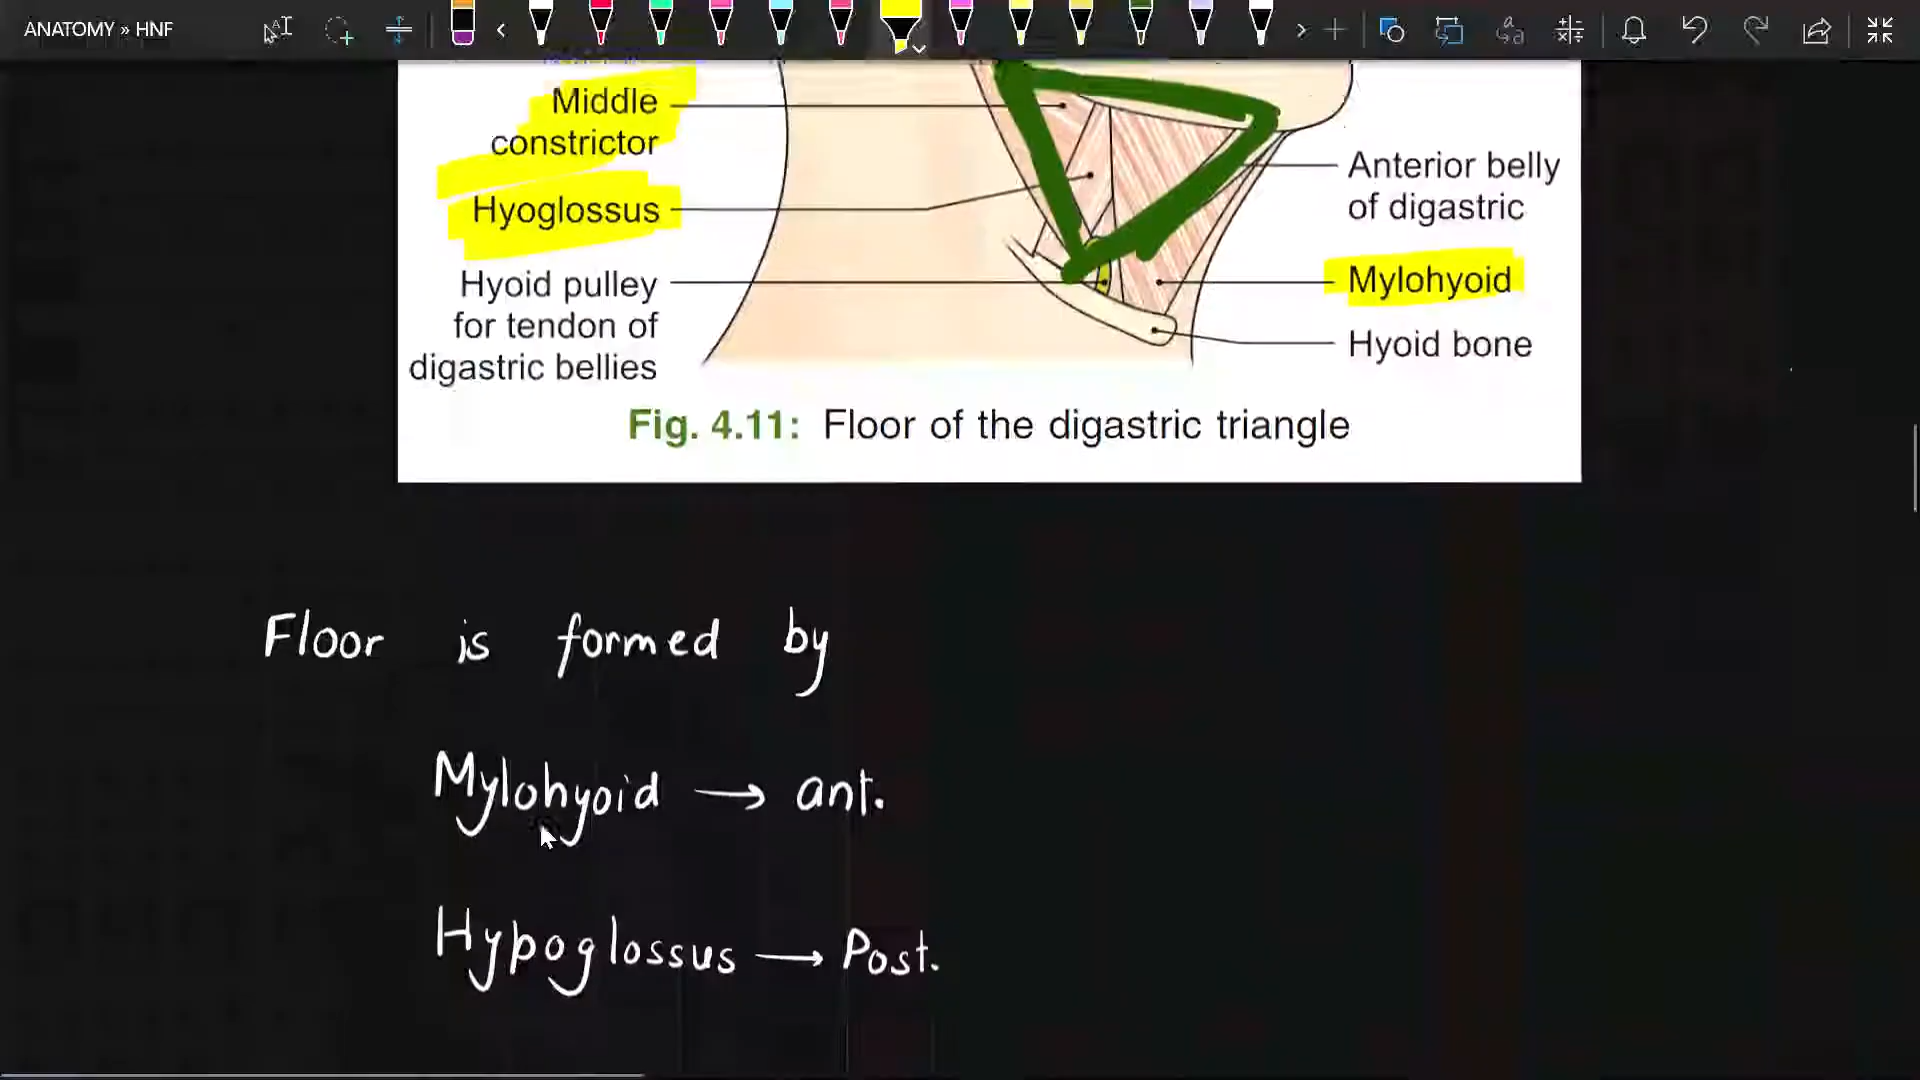 ANATOMY » HNF
Middle
constrictor
Hyoglossus
Hyoid pulley
for tendon of
digastric bellies
Anterior belly
of digastric
Mylohyoid
Hyoid bone
Fig. 4.11: Floor of the digastric triangle
Floor is formed by
Mylohyoid → ant.
Hypoglossus → Post.